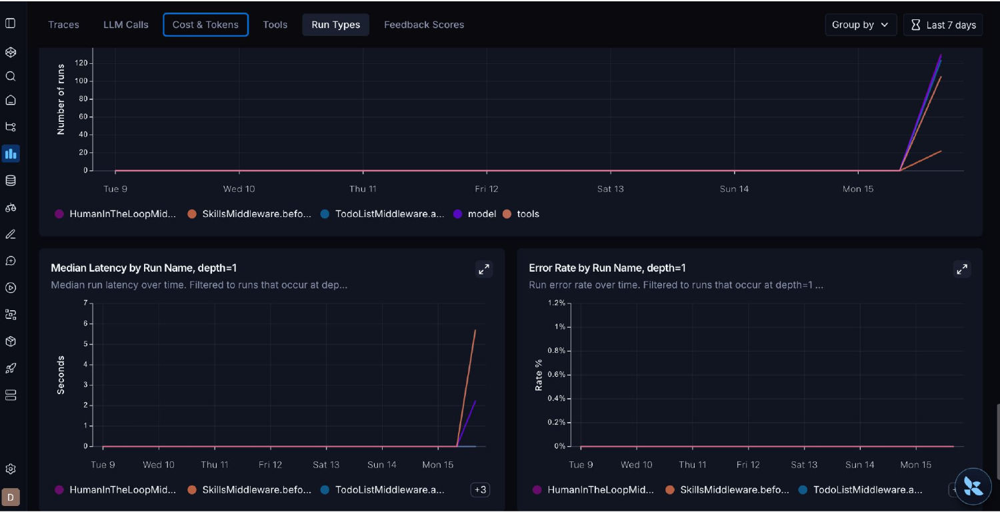 Traces LLM Calls Cost & Tokens Tools Run Types Feedback Scores Group by Last 7 days
Number of runs
120
100
80
60
40
20
0
Tue 9 Wed 10 Thu 11 Fri 12 Sat 13 Sun 14 Mon 15
HumanInTheLoopMid... SkillsMiddleware.befo... TodoListMiddleware.a... model tools
Median Latency by Run Name, depth=1
Median run latency over time. Filtered to runs that occur at dep...
Seconds
7
6
5
4
3
2
1
0
Tue 9 Wed 10 Thu 11 Fri 12 Sat 13 Sun 14 Mon 15
HumanInTheLoopMid... SkillsMiddleware.befo... TodoListMiddleware.a... +3
Error Rate by Run Name, depth=1
Run error rate over time. Filtered to runs that occur at depth=1 ...
Rate %
1.2%
1%
0.8%
0.6%
0.4%
0.2%
0%
Tue 9 Wed 10 Thu 11 Fri 12 Sat 13 Sun 14 Mon 15
HumanInTheLoopMid... SkillsMiddleware.befo... TodoListMiddleware.a...
D